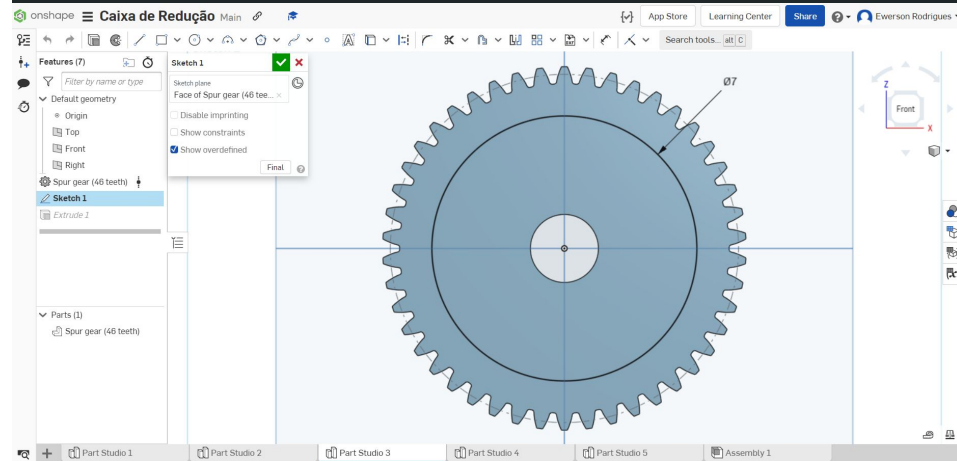 onshape Caixa de Redução Main App Store Learning Center Share Ewerson Rodrigues
Search tools... alt C
Features (7)
Filter by name or type
Default geometry
Origin
Top
Front
Right
Spur gear (46 teeth)
Sketch 1
Extrude 1
Parts (1)
Spur gear (46 teeth)
Sketch 1
Sketch plane
Face of Spur gear (46 tee...
Disable imprinting
Show constraints
Show overdefined
Final
Ø7
Z
Front
X
Part Studio 1 Part Studio 2 Part Studio 3 Part Studio 4 Part Studio 5 Assembly 1